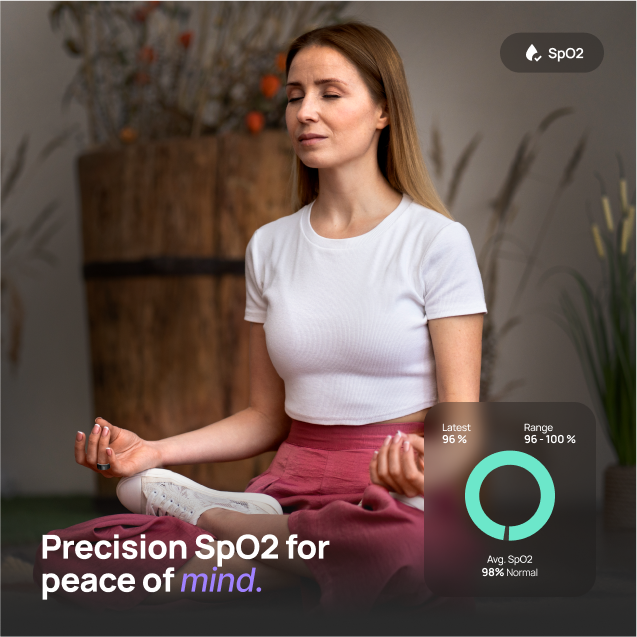 SpO2
Latest
96 %
Range
96 - 100 %
Precision SpO2 for
peace of mind.
Avg. SpO2
98% Normal